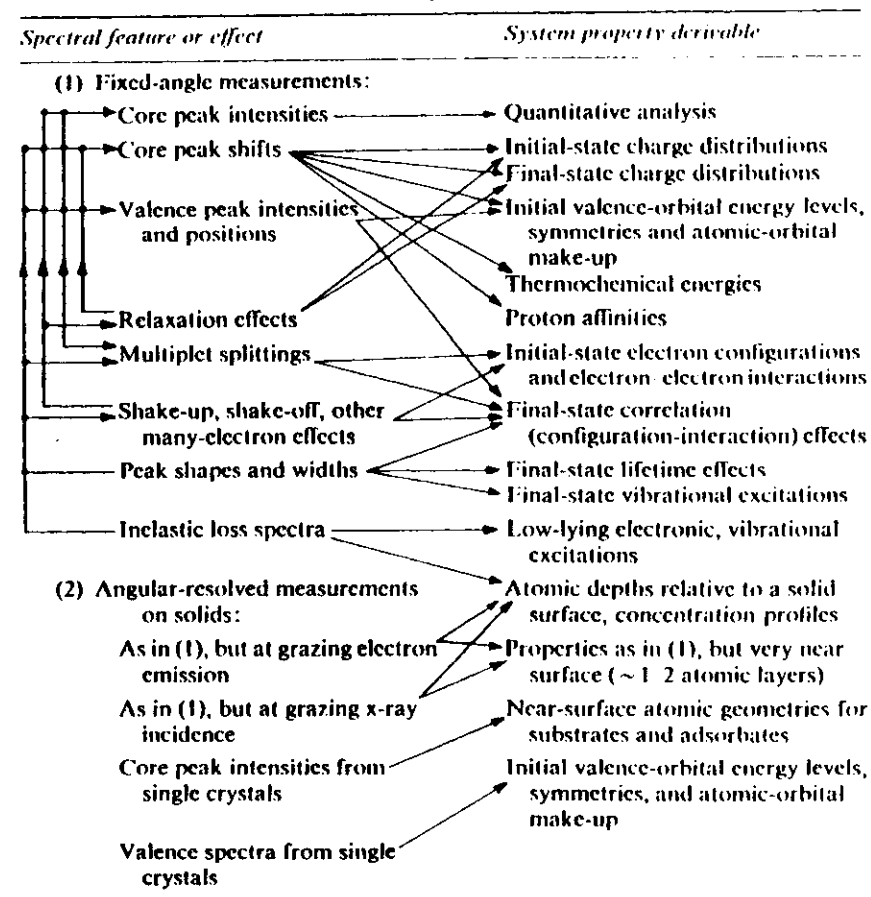 Spectral feature or effect System property derivable
(1) Fixed-angle measurements:
Core peak intensities Quantitative analysis
Core peak shifts Initial-state charge distributions
Final-state charge distributions
Valence peak intensities Initial valence-orbital energy levels,
and positions symmetries and atomic-orbital
make-up
Thermochemical energies
Relaxation effects Proton affinities
Multiplet splittings Initial-state electron configurations
and electron-electron interactions
Shake-up, shake-off, other Final-state correlation
many-electron effects (configuration-interaction) effects
Peak shapes and widths Final-state lifetime effects
Final-state vibrational excitations
Inelastic loss spectra Low-lying electronic, vibrational
excitations
(2) Angular-resolved measurements Atomic depths relative to a solid
on solids: surface, concentration profiles
As in (1), but at grazing electron Properties as in (1), but very near
emission surface (~ 1 2 atomic layers)
As in (1), but at grazing x-ray Near-surface atomic geometries for
incidence substrates and adsorbates
Core peak intensities from Initial valence-orbital energy levels,
single crystals symmetries, and atomic-orbital
make-up
Valence spectra from single
crystals